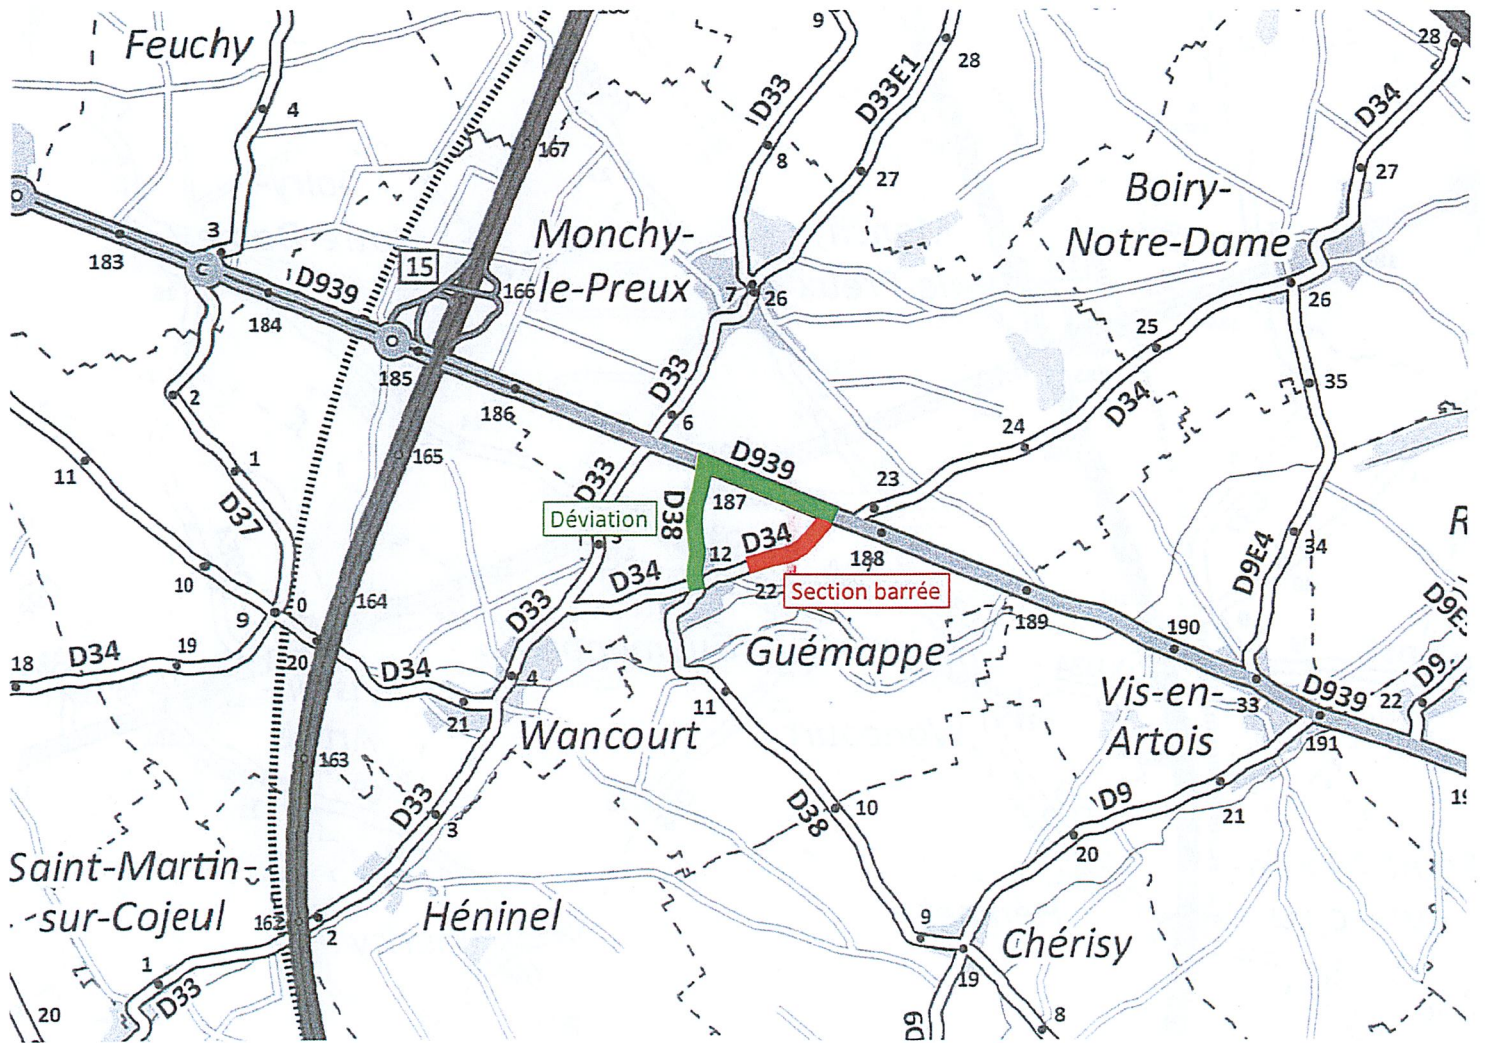 Feuchy
4
3
183
D939
184
15
185
186
166
167
165
164
163
162
9
D33
8
D33E1
28
27
Monchy-
le-Preux
7
26
D33
6
Boiry-
Notre-Dame
28
D34
27
26
25
D34
24
23
35
34
D9E4
2
1
D37
11
10
9
0
18
D34
19
20
D34
21
D33
Déviation
D38
187
D939
12
D34
22
Section barrée
188
D34
D33
4
Guémappe
189
190
Wancourt
11
Vis-en-
Artois
33
D939
191
22
D9
21
D9
20
D33
3
D38
10
Saint-Martin-
sur-Cojeul
2
1
D33
20
Héninel
9
Chérisy
19
8
D9